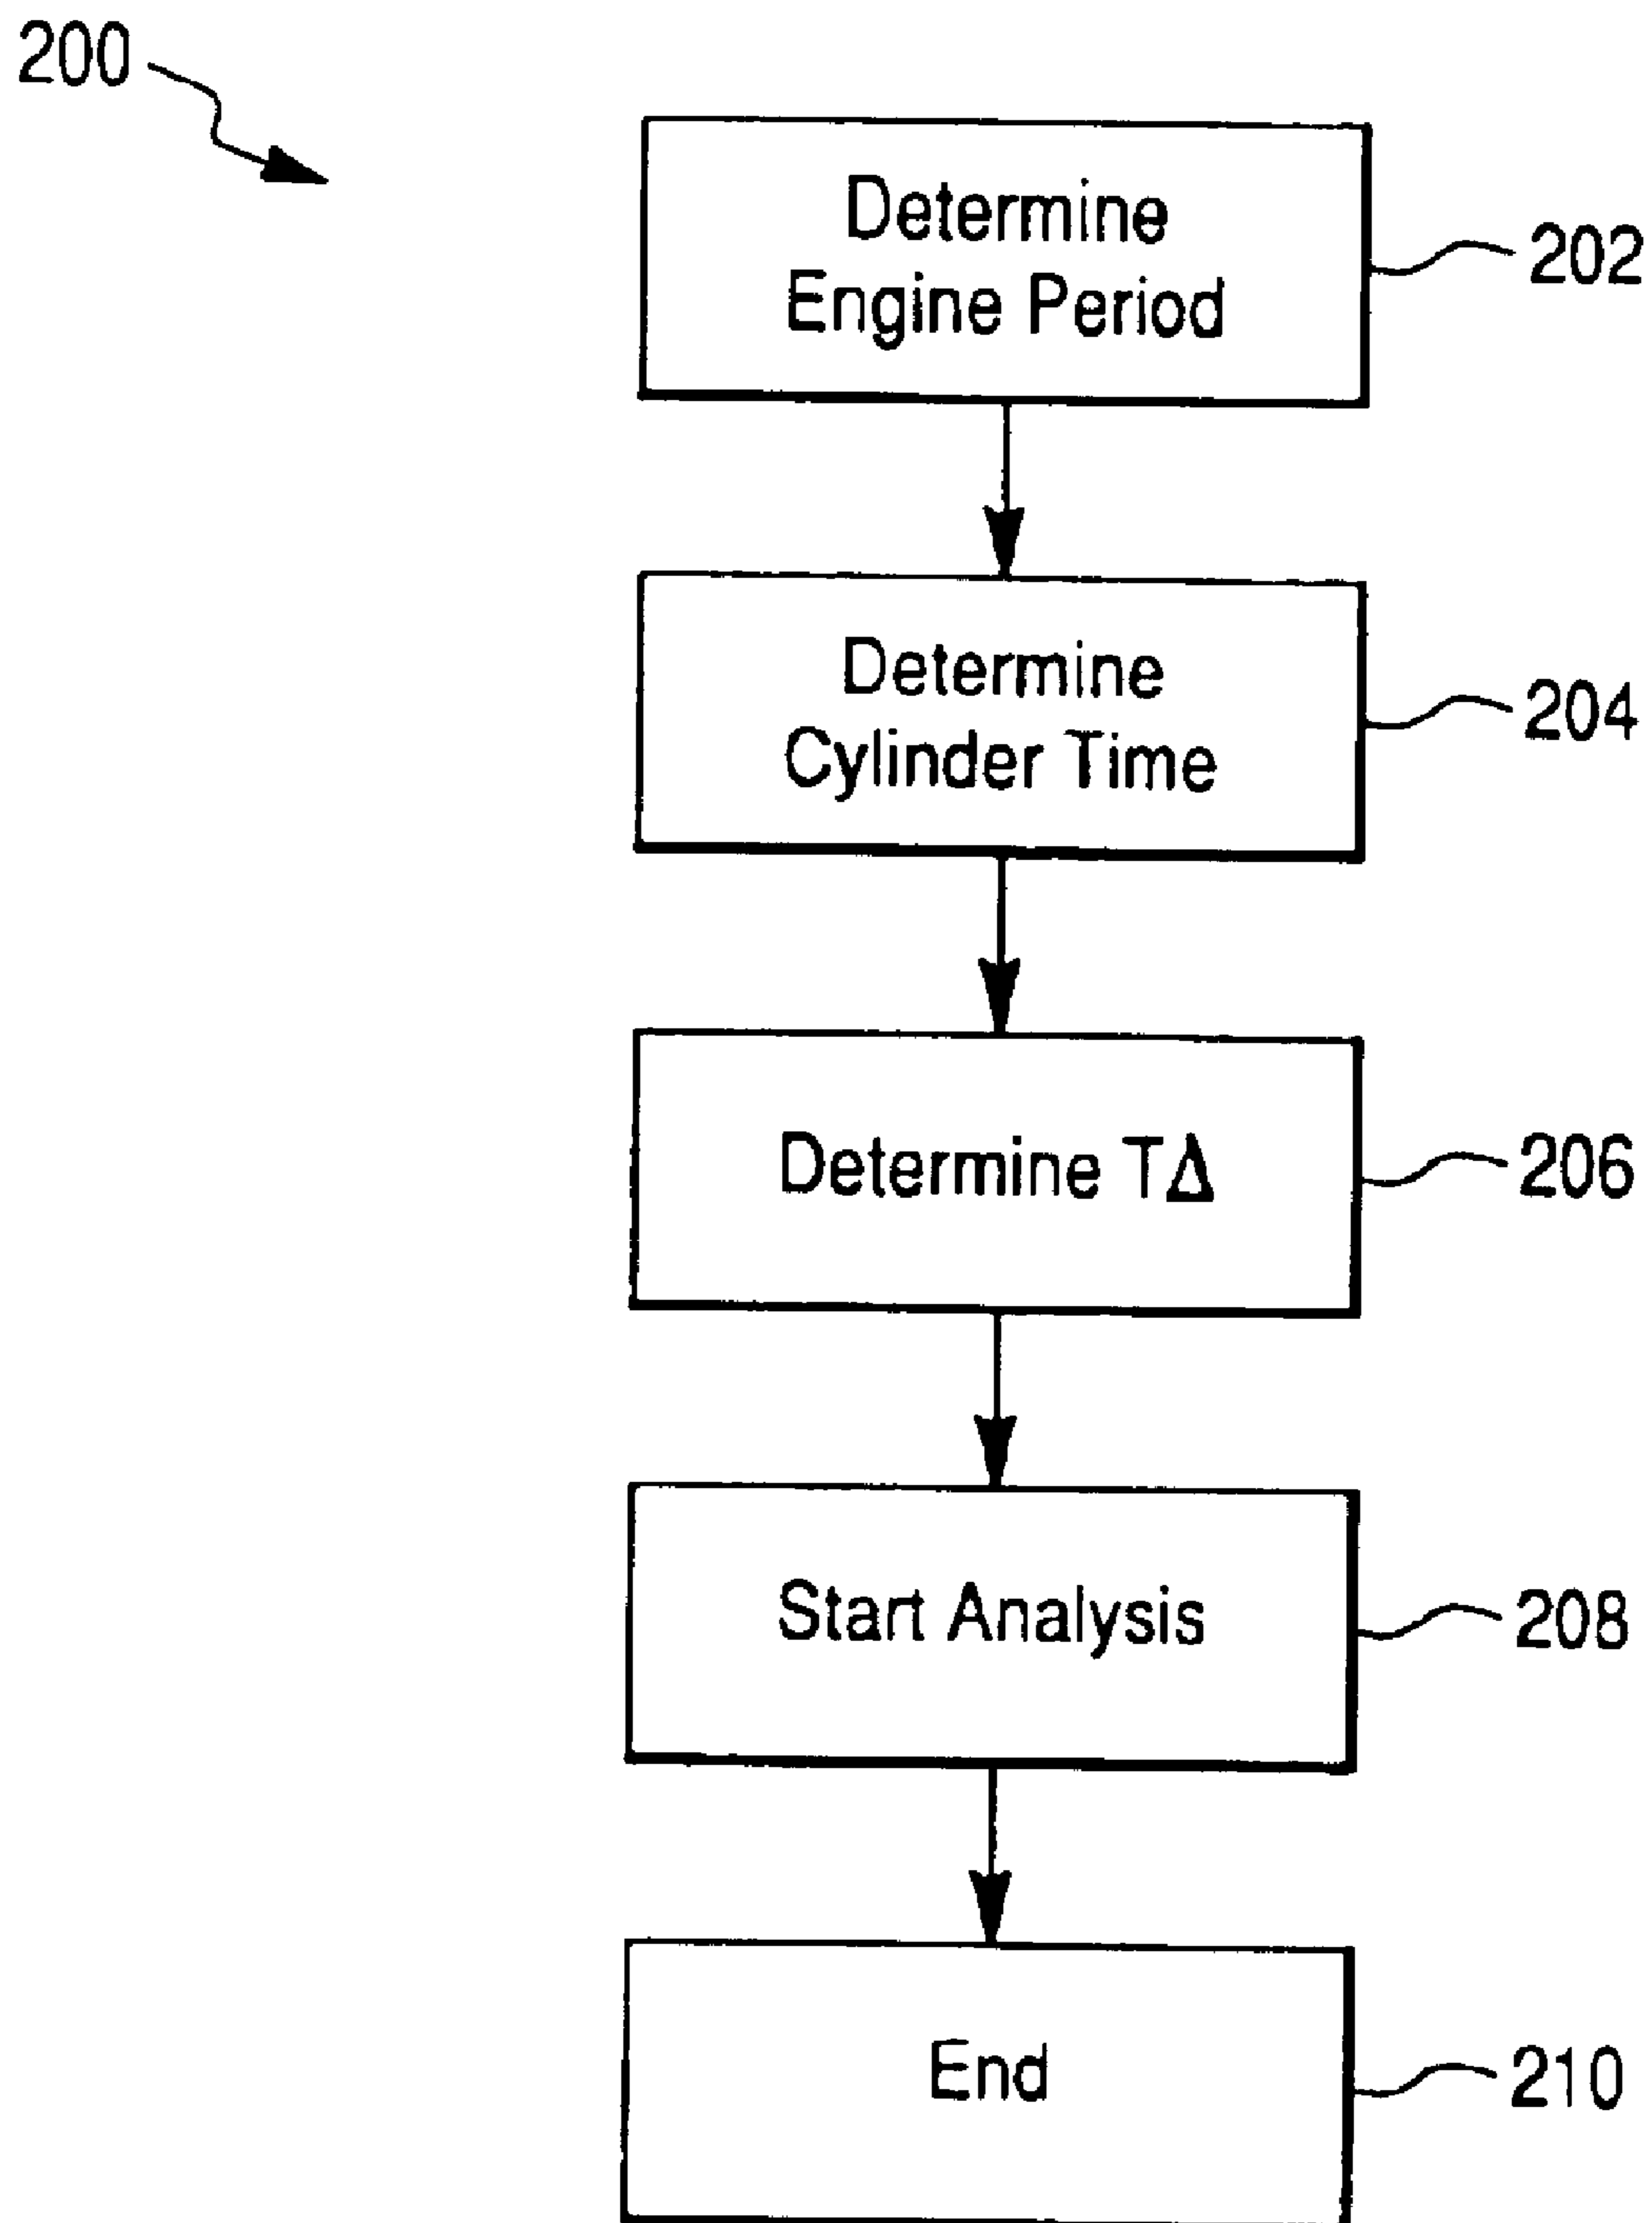 200
Determine
Engine Period
202
Determine
Cylinder Time
204
Determine TΔ
206
Start Analysis
208
End
210